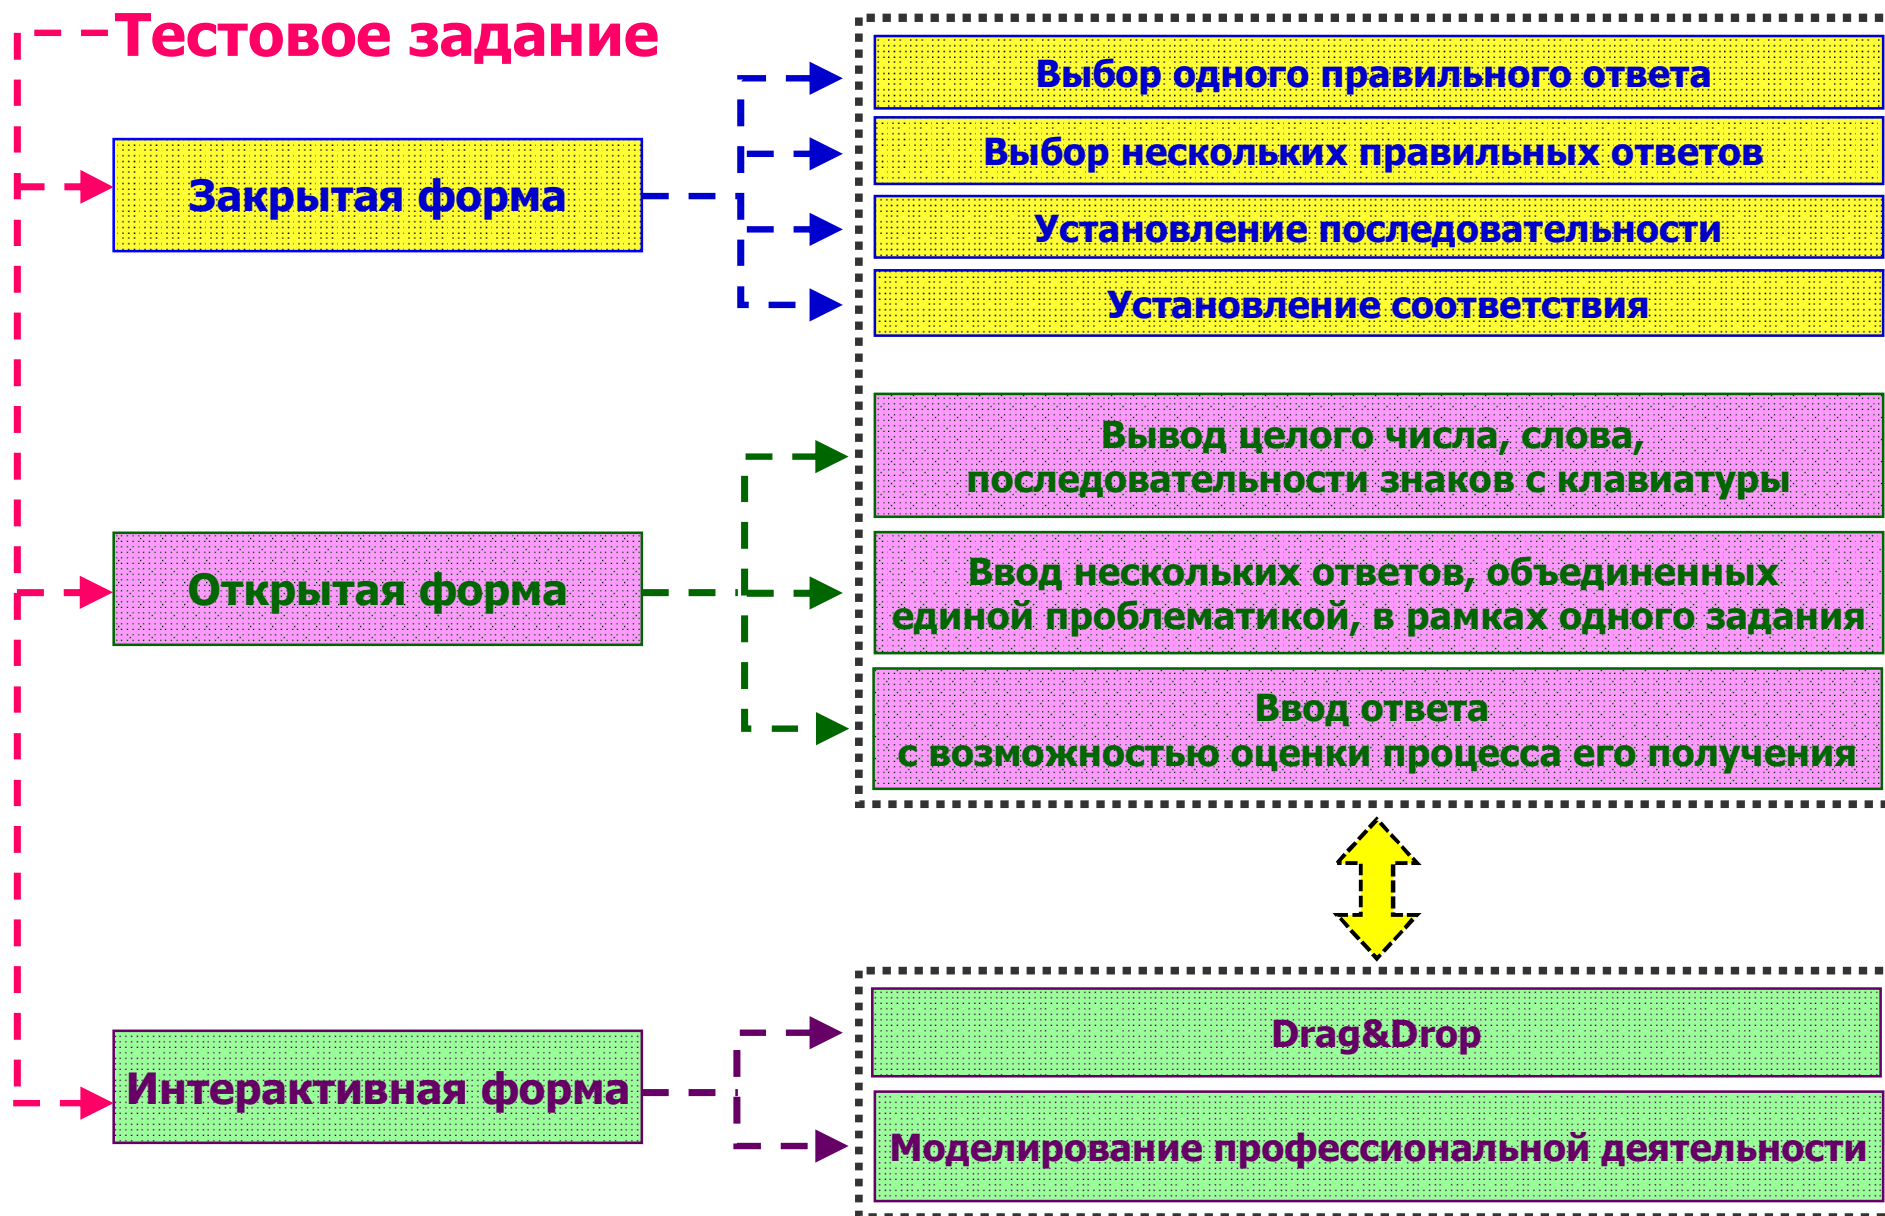 Тестовое задание
Закрытая форма
Выбор одного правильного ответа
Выбор нескольких правильных ответов
Установление последовательности
Установление соответствия
Открытая форма
Вывод целого числа, слова,
последовательности знаков с клавиатуры
Ввод нескольких ответов, объединенных
единой проблематикой, в рамках одного задания
Ввод ответа
с возможностью оценки процесса его получения
Интерактивная форма
Drag&Drop
Моделирование профессиональной деятельности